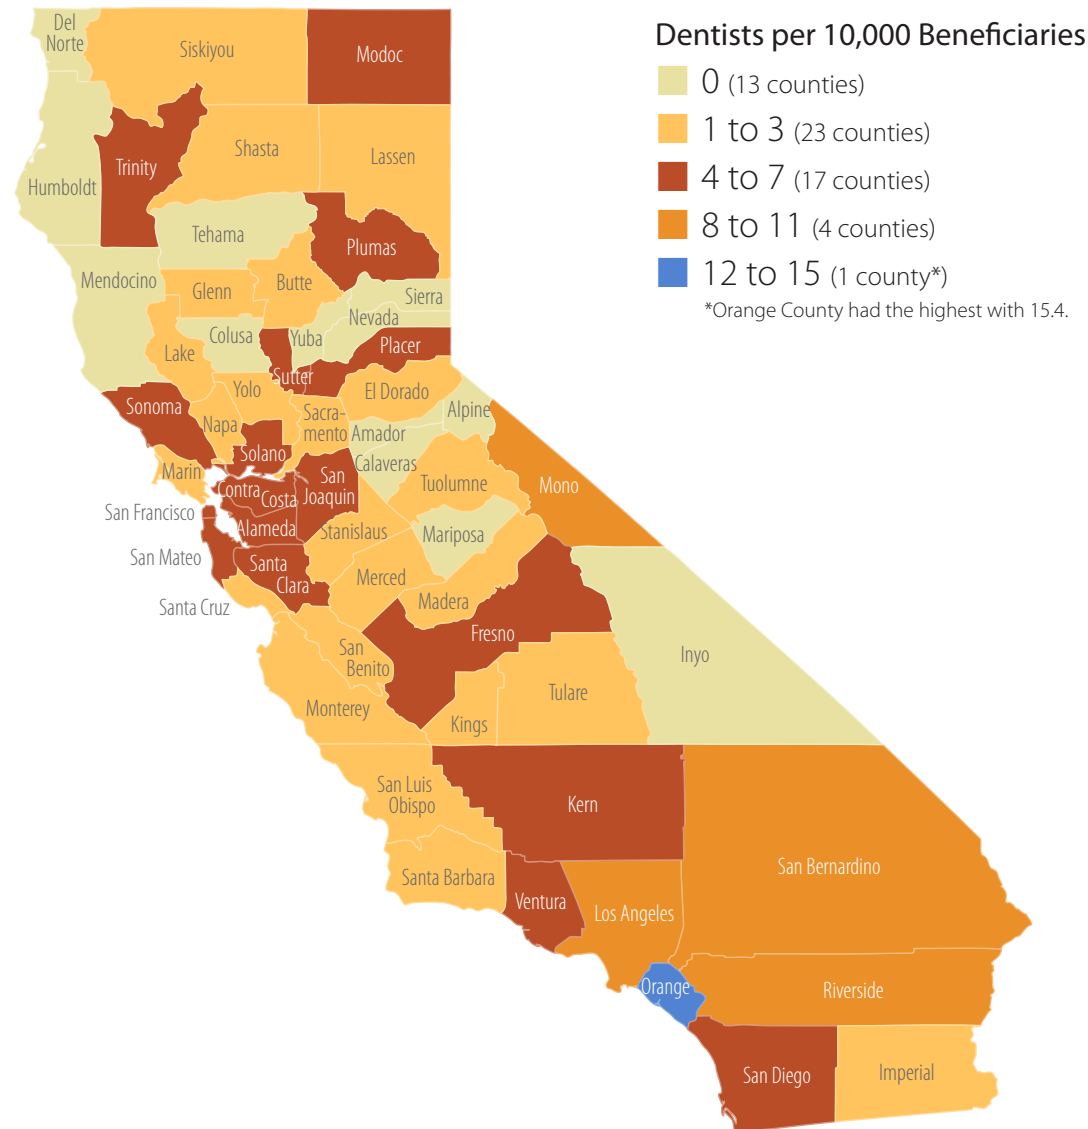 Dentists per 10,000 Beneficiaries
0 (13 counties)
1 to 3 (23 counties)
4 to 7 (17 counties)
8 to 11 (4 counties)
12 to 15 (1 county*)
*Orange County had the highest with 15.4.
Del
Norte
Siskiyou
Modoc
Humboldt
Trinity
Shasta
Lassen
Tehama
Plumas
Mendocino
Glenn
Butte
Sierra
Nevada
Colusa
Yuba
Placer
Lake
Sutter
Yolo
El Dorado
Sonoma
Napa
Sacra-
mento
Alpine
Amador
Solano
Calaveras
Marin
San
Joaquin
Tuolumne
Mono
Contra
Costa
San Francisco
Alameda
Stanislaus
Mariposa
San Mateo
Santa
Clara
Merced
Madera
Santa Cruz
Fresno
San
Benito
Inyo
Monterey
Kings
Tulare
San Luis
Obispo
Kern
Santa Barbara
Ventura
Los Angeles
San Bernardino
Orange
Riverside
San Diego
Imperial